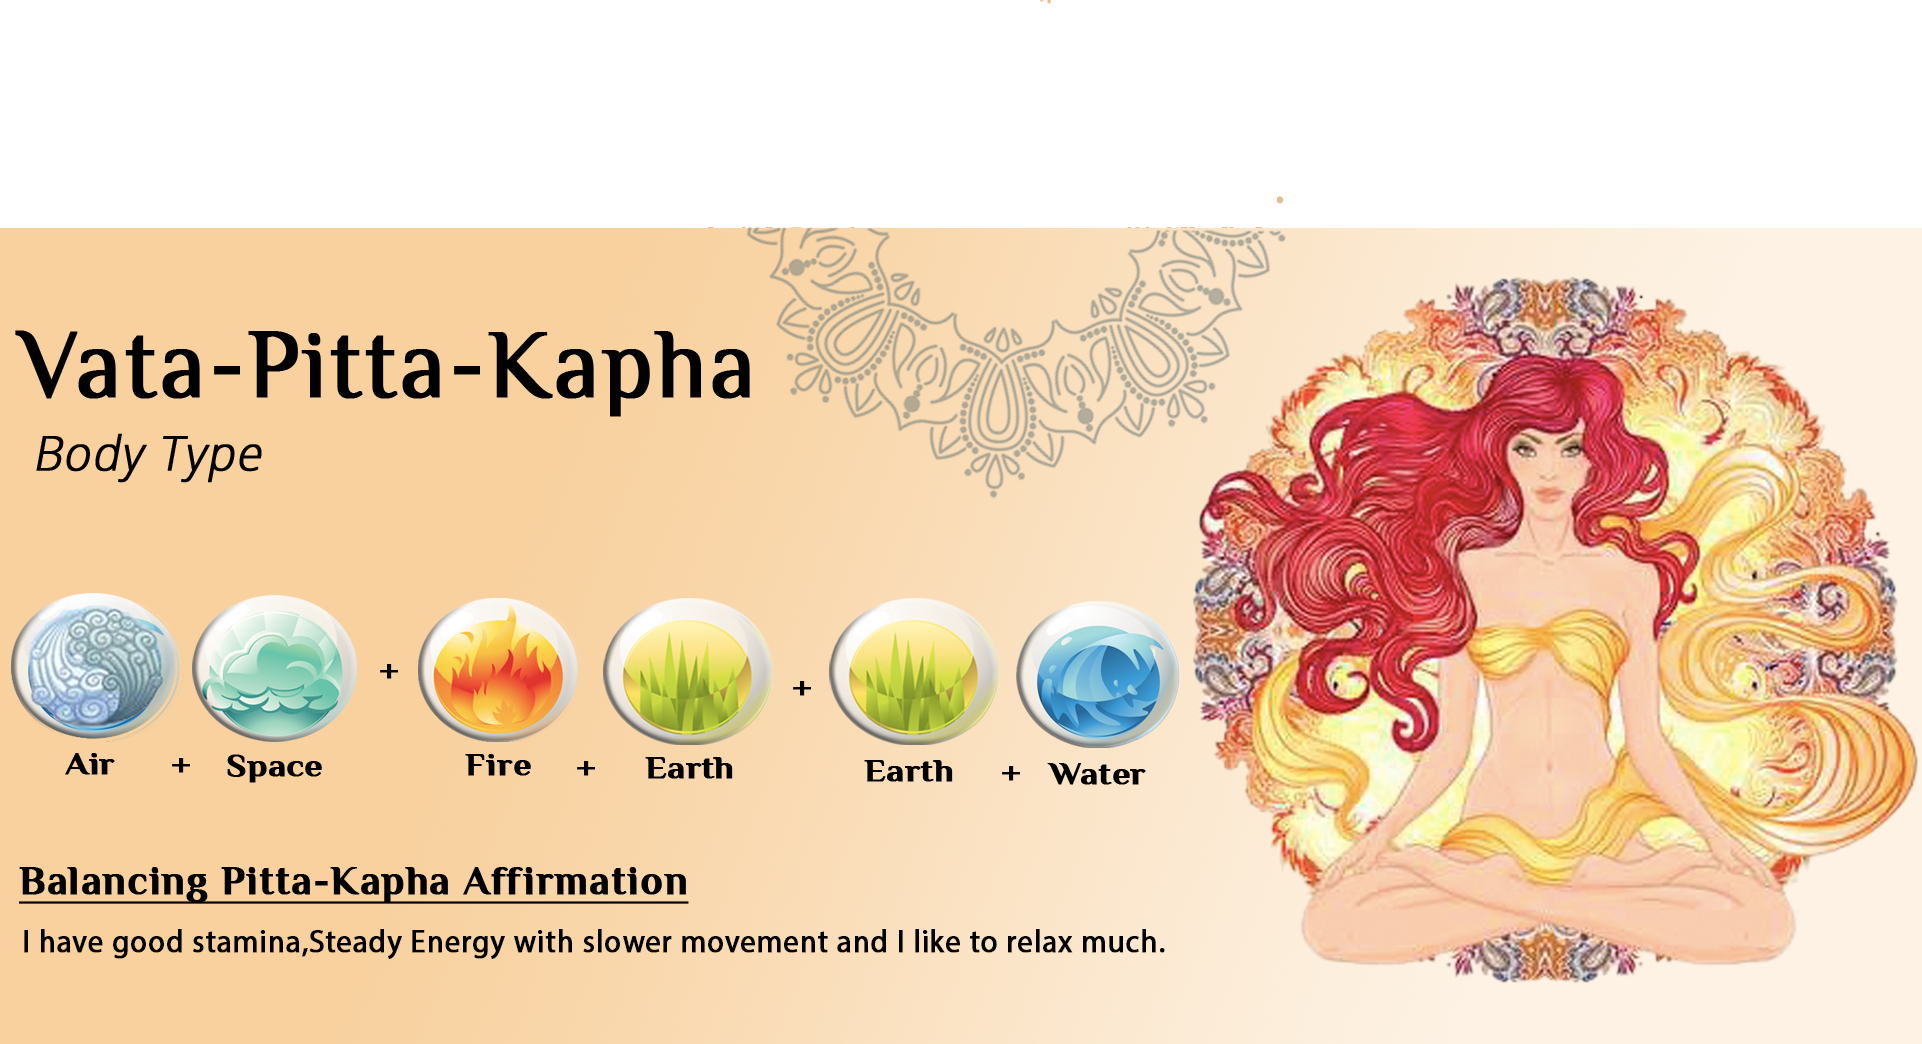 Vata-Pitta-Kapha
Body Type
+ +
Air + Space Fire + Earth Earth + Water
Balancing Pitta-Kapha Affirmation
I have good stamina,Steady Energy with slower movement and I like to relax much.